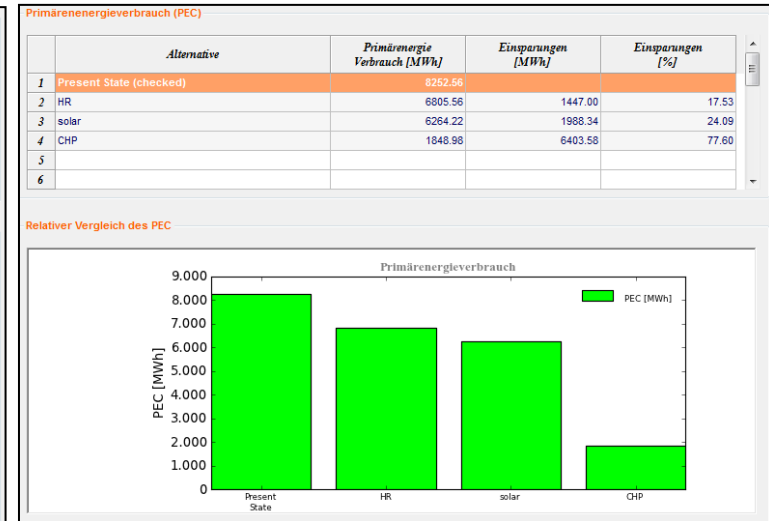 Primärenenergieverbrauch (PEC)
Alternative Primärenergie Verbrauch [MWh] Einsparungen [MWh] Einsparungen [%]
1 Present State (checked) 8252.56
2 HR 6805.56 1447.00 17.53
3 solar 6264.22 1988.34 24.09
4 CHP 1848.98 6403.58 77.60
5
6
Relativer Vergleich des PEC
Primärenergieverbrauch
PEC [MWh]
PEC [MWh]
9.000
8.000
7.000
6.000
5.000
4.000
3.000
2.000
1.000
0
Present State HR solar CHP